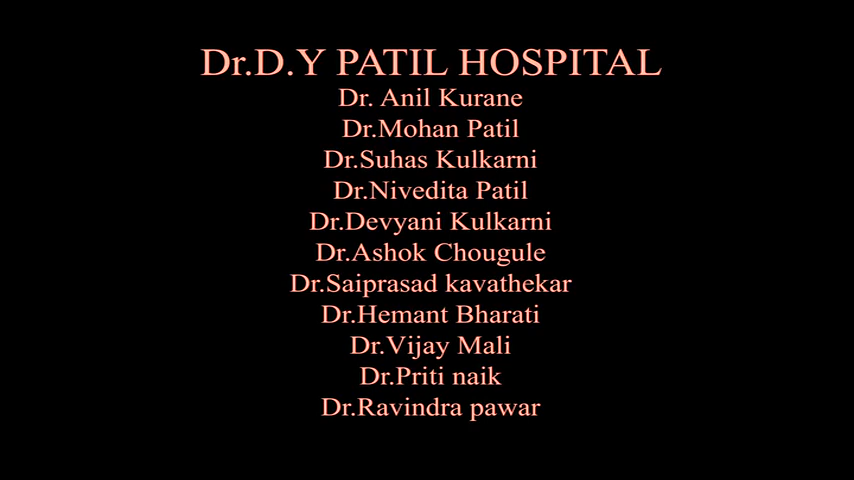 Dr.D.Y PATIL HOSPITAL
Dr. Anil Kurane
Dr.Mohan Patil
Dr.Suhas Kulkarni
Dr.Nivedita Patil
Dr.Devyani Kulkarni
Dr.Ashok Chougule
Dr.Saiprasad kavathekar
Dr.Hemant Bharati
Dr.Vijay Mali
Dr.Priti naik
Dr.Ravindra pawar